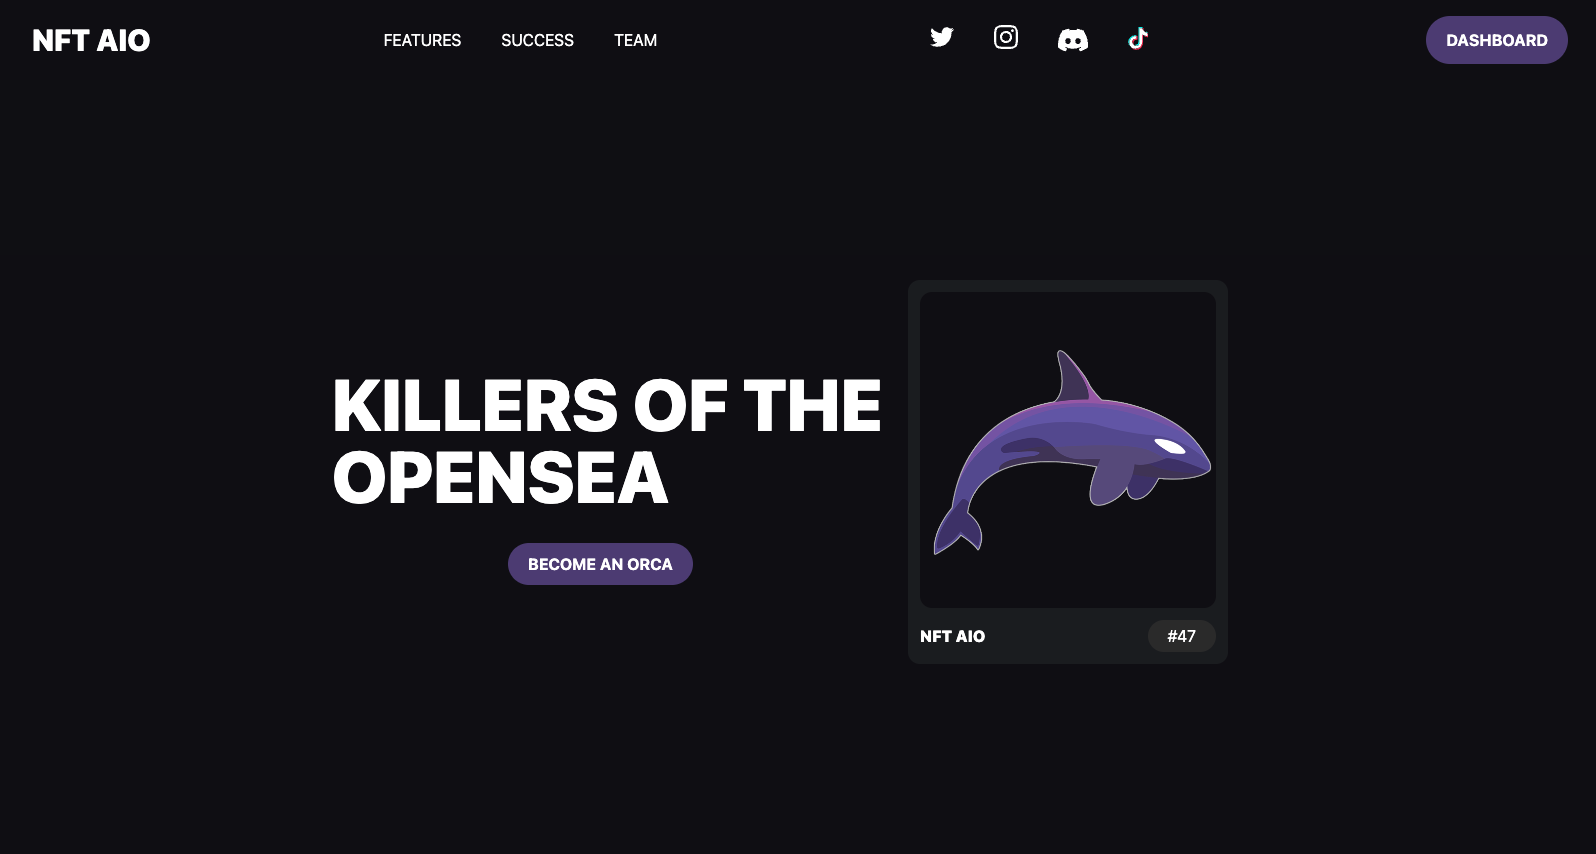 NFT AIO
FEATURES
SUCCESS
TEAM
DASHBOARD
KILLERS OF THE
OPENSEA
BECOME AN ORCA
NFT AIO
#47